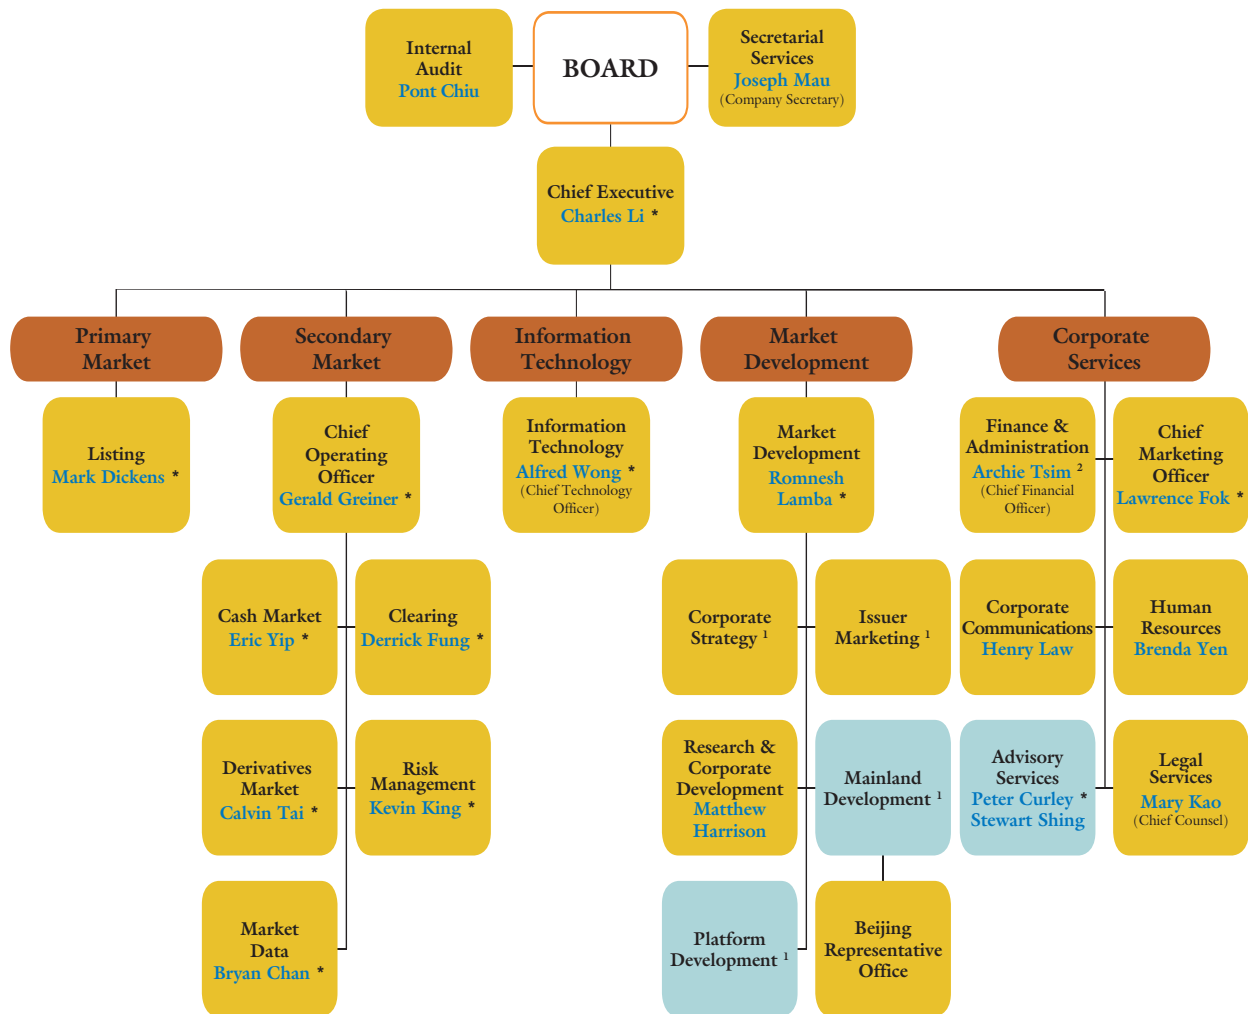 Internal
Audit
Pont Chiu
BOARD
Secretarial
Services
Joseph Mau
(Company Secretary)
Chief Executive
Charles Li *
Primary
Market
Secondary
Market
Information
Technology
Market
Development
Corporate
Services
Listing
Mark Dickens *
Chief
Operating
Officer
Gerald Greiner *
Information
Technology
Alfred Wong *
(Chief Technology
Officer)
Market
Development
Romnesh
Lamba *
Finance &
Administration
Archie Tsim ²
(Chief Financial
Officer)
Chief
Marketing
Officer
Lawrence Fok *
Cash Market
Eric Yip *
Clearing
Derrick Fung *
Corporate
Strategy ¹
Issuer
Marketing ¹
Corporate
Communications
Henry Law
Human
Resources
Brenda Yen
Derivatives
Market
Calvin Tai *
Risk
Management
Kevin King *
Research &
Corporate
Development
Matthew
Harrison
Mainland
Development ¹
Advisory
Services
Peter Curley *
Stewart Shing
Legal
Services
Mary Kao
(Chief Counsel)
Market
Data
Bryan Chan *
Platform
Development ¹
Beijing
Representative
Office